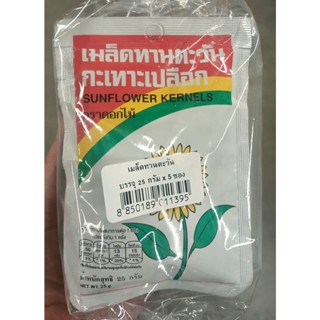 เมล็ดทานตะวัน
กะเทาะเปลือก
SUNFLOWER KERNELS
ตราดอกไม้
เมล็ดทานตะวัน
บรรจุ 25 กรัม x 5 ซอง
8 850189 011395
น้ำหนักสุทธิ 25 กรัม
NET WT. 25 g